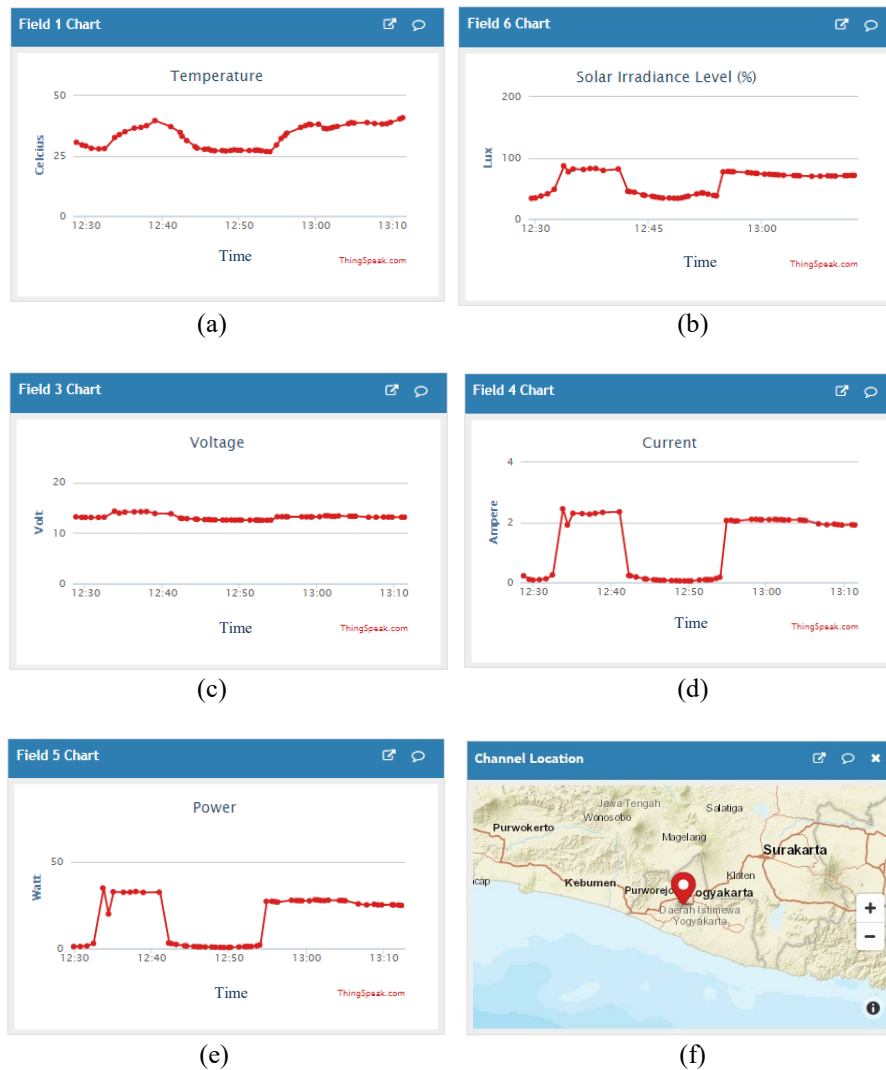 Field 1 Chart
Temperature
50
25
0
Celcius
12:30 12:40 12:50 13:00 13:10
Time
ThingSpeak.com
(a)
Field 6 Chart
Solar Irradiance Level (%)
200
100
0
Lux
12:30 12:45 13:00
Time
ThingSpeak.com
(b)
Field 3 Chart
Voltage
20
10
0
Volt
12:30 12:40 12:50 13:00 13:10
Time
ThingSpeak.com
(c)
Field 4 Chart
Current
4
2
0
Ampere
12:30 12:40 12:50 13:00 13:10
Time
ThingSpeak.com
(d)
Field 5 Chart
Power
50
0
Watt
12:30 12:40 12:50 13:00 13:10
Time
ThingSpeak.com
(e)
Channel Location
Jawa Tengah
Salatiga
Wonosobo
Purwokerto
Magelang
Surakarta
Klaten
acap
Kebumen
Purworejo
ogyakarta
Daerah Istimewa
Yogyakarta
+
−
(f)